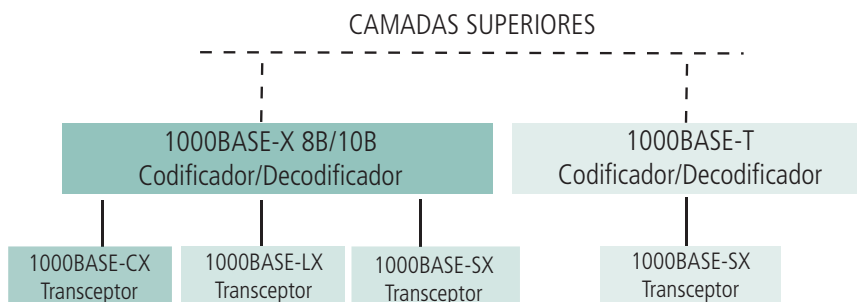 CAMADAS SUPERIORES
1000BASE-X 8B/10B
Codificador/Decodificador
1000BASE-T
Codificador/Decodificador
1000BASE-CX
Transceptor
1000BASE-LX
Transceptor
1000BASE-SX
Transceptor
1000BASE-SX
Transceptor